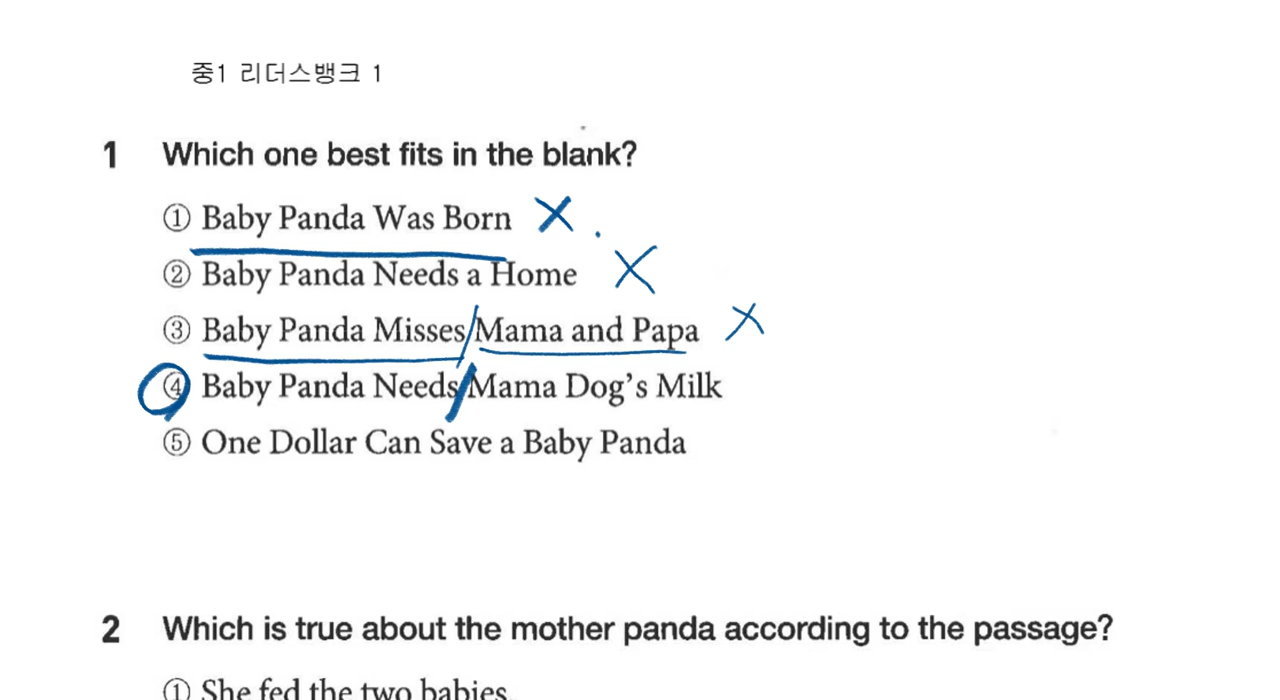 중1 리더스뱅크 1
1 Which one best fits in the blank?
① Baby Panda Was Born X
② Baby Panda Needs a Home X
③ Baby Panda Misses/Mama and Papa X
④ Baby Panda Needs/Mama Dog's Milk
⑤ One Dollar Can Save a Baby Panda
2 Which is true about the mother panda according to the passage?
① She fed the two babies.